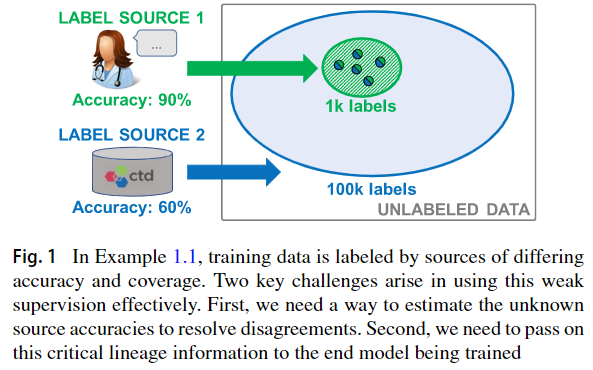 LABEL SOURCE 1
...
Accuracy: 90%
1k labels
LABEL SOURCE 2
ctd
Accuracy: 60%
100k labels
UNLABELED DATA
Fig. 1 In Example 1.1, training data is labeled by sources of differing
accuracy and coverage. Two key challenges arise in using this weak
supervision effectively. First, we need a way to estimate the unknown
source accuracies to resolve disagreements. Second, we need to pass on
this critical lineage information to the end model being trained